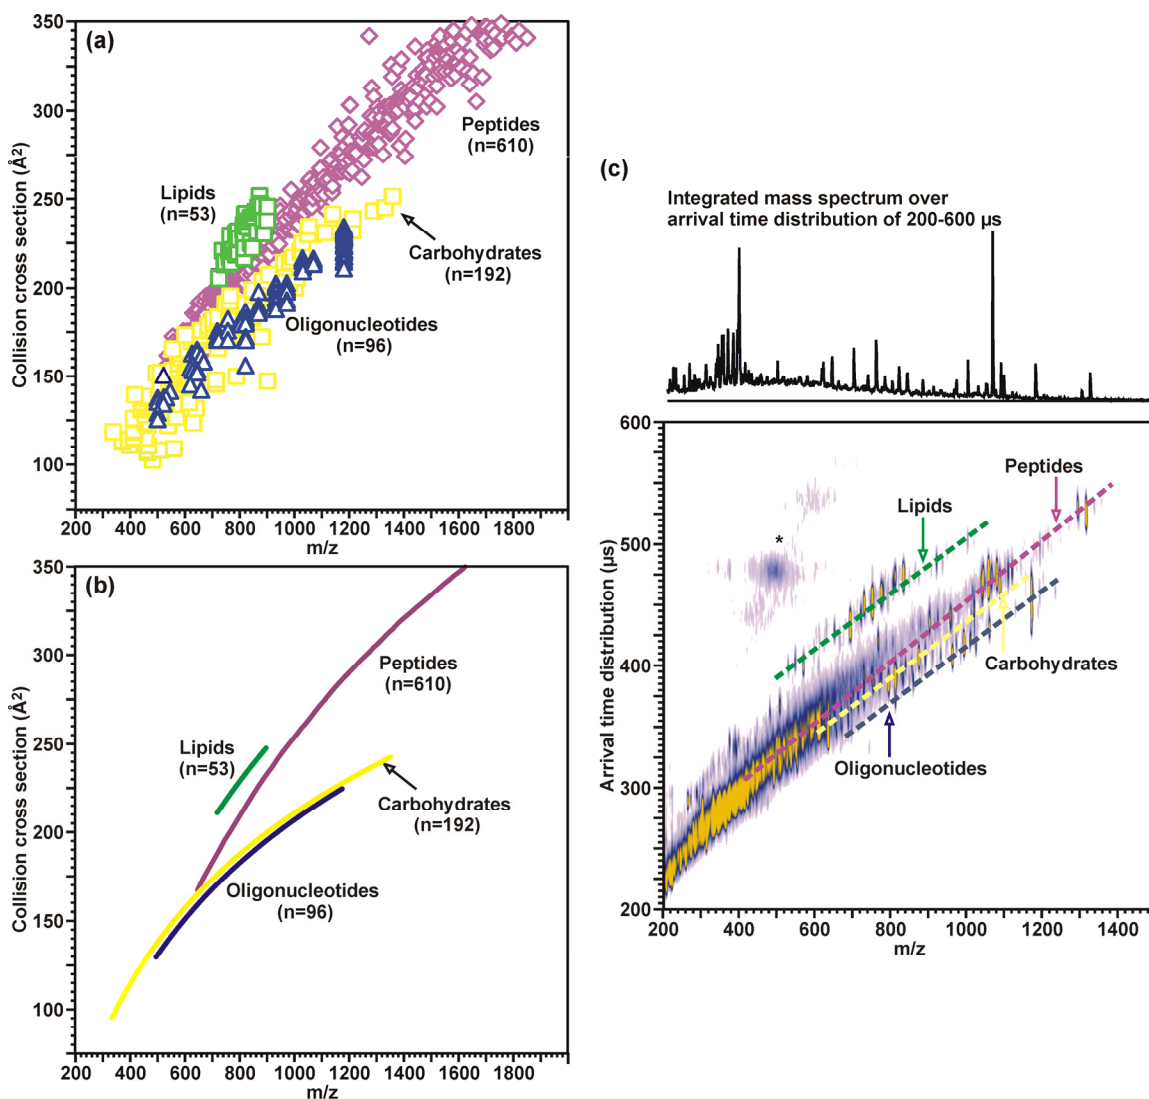 (a)
350
300
250
200
150
100
Collision cross section (Å²)
Peptides
(n=610)
Lipids
(n=53)
Carbohydrates
(n=192)
Oligonucleotides
(n=96)
200 400 600 800 1000 1200 1400 1600 1800
m/z
(b)
350
300
250
200
150
100
Collision cross section (Å²)
Peptides
(n=610)
Lipids
(n=53)
Carbohydrates
(n=192)
Oligonucleotides
(n=96)
200 400 600 800 1000 1200 1400 1600 1800
m/z
(c)
Integrated mass spectrum over
arrival time distribution of 200-600 µs
600
500
400
300
200
Arrival time distribution (µs)
Peptides
Lipids
*
Carbohydrates
Oligonucleotides
200 400 600 800 1000 1200 1400
m/z